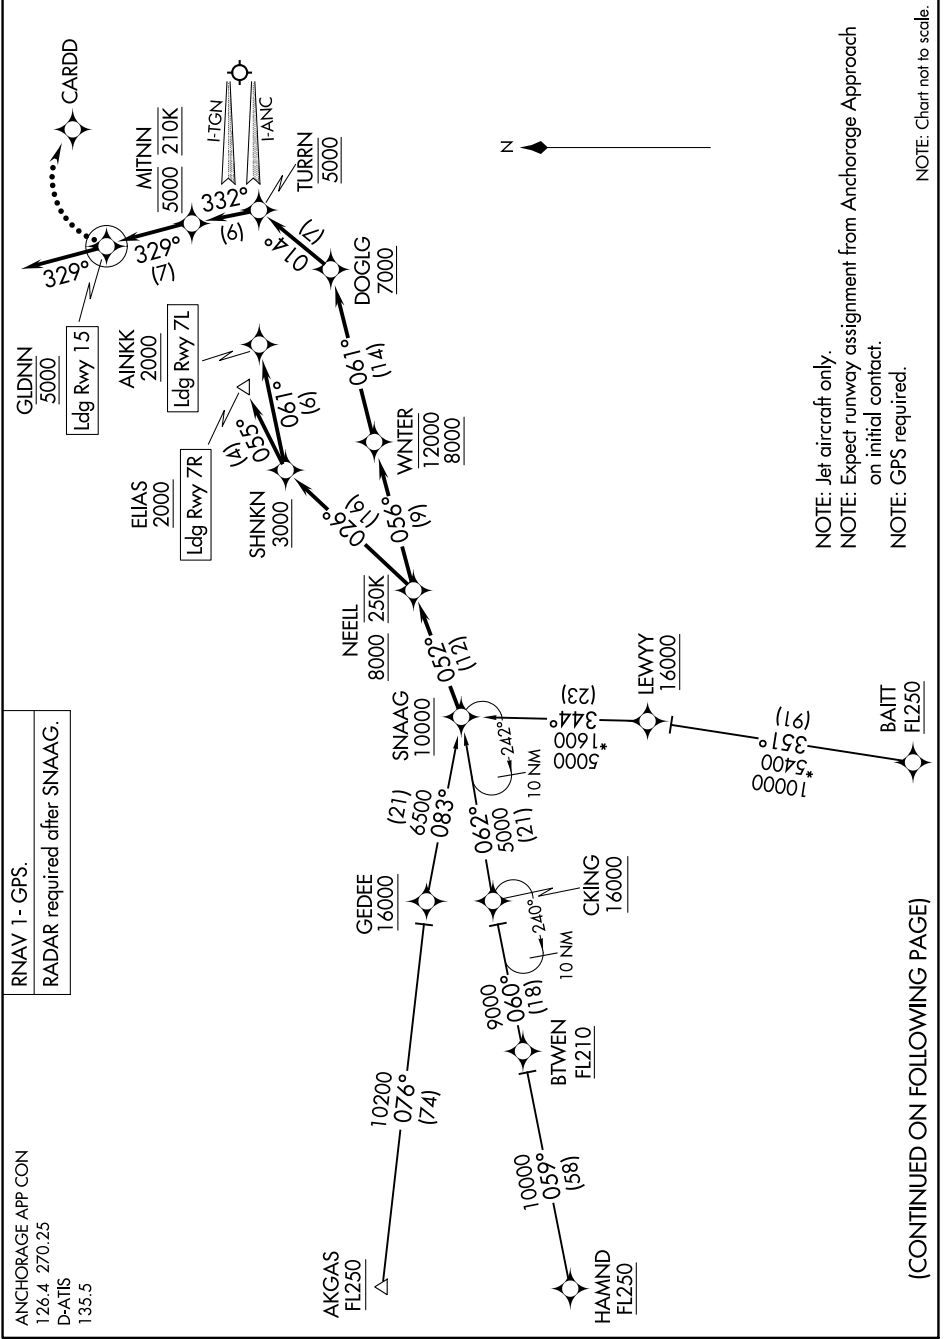 ANCHORAGE APP CON
126.4 270.25
D-ATIS
135.5
RNAV 1- GPS.
RADAR required after SNAAG.
AKGAS
FL250
10200
076°
(74)
GEDEE
16000
(21)
6500
083°
HAMND
FL250
10000
059°
(58)
BTWEN
FL210
9000
060°
(18)
240°
10 NM
CKING
16000
062°
5000
(21)
242°
10 NM
SNAAG
10000
BAITT
FL250
10000
*5400
351°
(91)
LEWYY
16000
5000
*1600
344°
(23)
052°
(12)
NEELL
8000 250K
026°
(16)
SHNKN
3000
055°
(4)
ELIAS
2000
Ldg Rwy 7R
061°
(6)
AINKK
2000
Ldg Rwy 7L
056°
(9)
WNTER
12000
8000
061°
(14)
DOGLG
7000
014°
(7)
TURRN
5000
332°
(6)
I-TGN
I-ANC
MITNN
5000 210K
329°
(7)
GLDNN
5000
Ldg Rwy 15
329°
CARDD
N
NOTE: Jet aircraft only.
NOTE: Expect runway assignment from Anchorage Approach
on initial contact.
NOTE: GPS required.
NOTE: Chart not to scale.
(CONTINUED ON FOLLOWING PAGE)